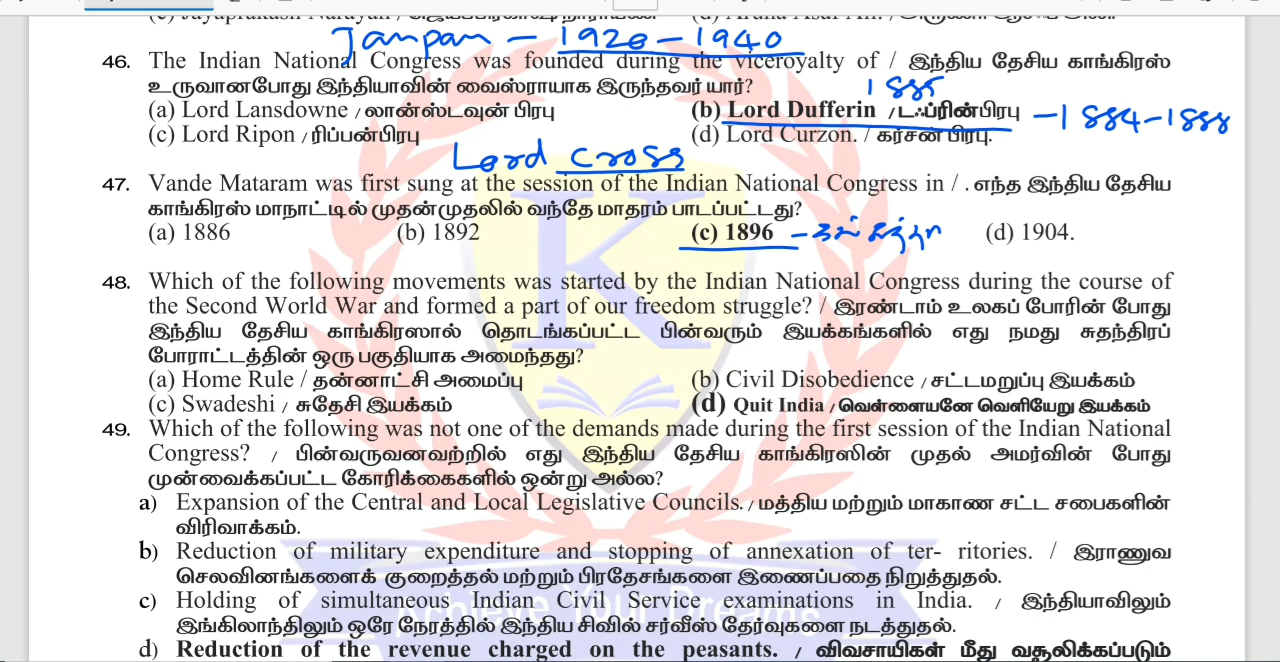 (c) Jayaprakash Narayan / ஜெயப்பிரகாஷ் நாராயண்
Janpan - 1920 - 1940
46. The Indian National Congress was founded during the viceroyalty of / இந்திய தேசிய காங்கிரஸ்
உருவானபோது இந்தியாவின் வைஸ்ராயாக இருந்தவர் யார்?
1885
(a) Lord Lansdowne / லான்ஸ்டவுன் பிரபு (b) Lord Dufferin / டஃப்ரின்பிரபு - 1884-1888
(c) Lord Ripon / ரிப்பன்பிரபு (d) Lord Curzon. / கர்சன் பிரபு.
Lord Cross
47. Vande Mataram was first sung at the session of the Indian National Congress in / . எந்த இந்திய தேசிய
காங்கிரஸ் மாநாட்டில் முதன்முதலில் வந்தே மாதரம் பாடப்பட்டது?
(a) 1886 (b) 1892 (c) 1896 - கல்கத்தா (d) 1904.
48. Which of the following movements was started by the Indian National Congress during the course of
the Second World War and formed a part of our freedom struggle? / இரண்டாம் உலகப் போரின் போது
இந்திய தேசிய காங்கிரஸால் தொடங்கப்பட்ட பின்வரும் இயக்கங்களில் எது நமது சுதந்திரப்
போராட்டத்தின் ஒரு பகுதியாக அமைந்தது?
(a) Home Rule / தன்னாட்சி அமைப்பு (b) Civil Disobedience / சட்டமறுப்பு இயக்கம்
(c) Swadeshi / சுதேசி இயக்கம் (d) Quit India / வெள்ளையனே வெளியேறு இயக்கம்
49. Which of the following was not one of the demands made during the first session of the Indian National
Congress? / பின்வருவனவற்றில் எது இந்திய தேசிய காங்கிரஸின் முதல் அமர்வின் போது
முன்வைக்கப்பட்ட கோரிக்கைகளில் ஒன்று அல்ல?
a) Expansion of the Central and Local Legislative Councils. / மத்திய மற்றும் மாகாண சட்ட சபைகளின்
விரிவாக்கம்.
b) Reduction of military expenditure and stopping of annexation of ter- ritories. / இராணுவ
செலவினங்களைக் குறைத்தல் மற்றும் பிரதேசங்களை இணைப்பதை நிறுத்துதல்.
c) Holding of simultaneous Indian Civil Service examinations in India. / இந்தியாவிலும்
இங்கிலாந்திலும் ஒரே நேரத்தில் இந்திய சிவில் சர்வீஸ் தேர்வுகளை நடத்துதல்.
Achieve Your Dreams
d) Reduction of the revenue charged on the peasants. / விவசாயிகள் மீது வசூலிக்கப்படும்